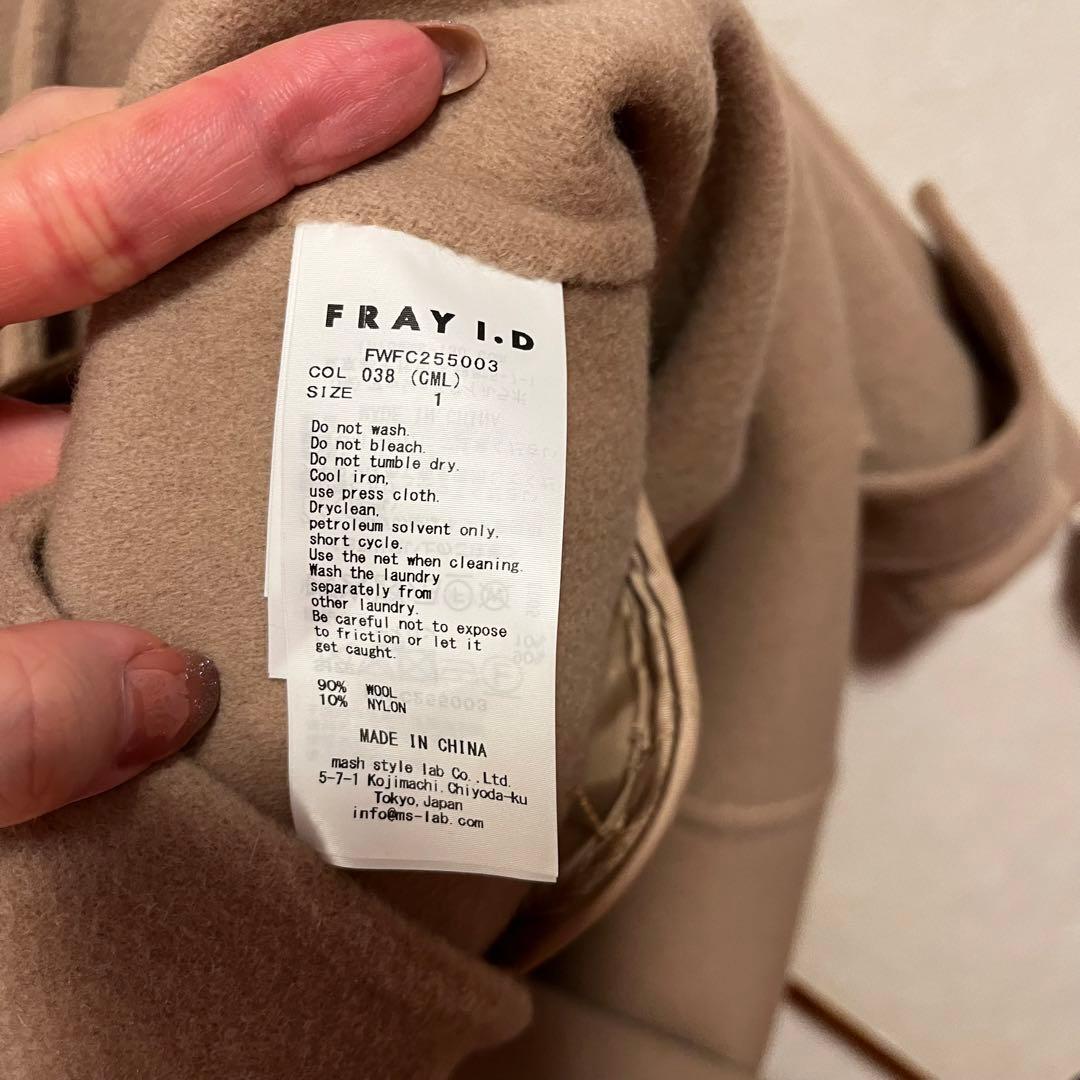 FRAY I.D
FWFC255003
COL 038 (CML)
SIZE 1
Do not wash.
Do not bleach.
Do not tumble dry.
Cool iron,
use press cloth.
Dryclean,
petroleum solvent only,
short cycle.
Use the net when cleaning.
Wash the laundry
separately from
other laundry.
Be careful not to expose
to friction or let it
get caught.
90% WOOL
10% NYLON
MADE IN CHINA
mash style lab Co.,Ltd.
5-7-1 Kojimachi,Chiyoda-ku
Tokyo,Japan
info@ms-lab.com